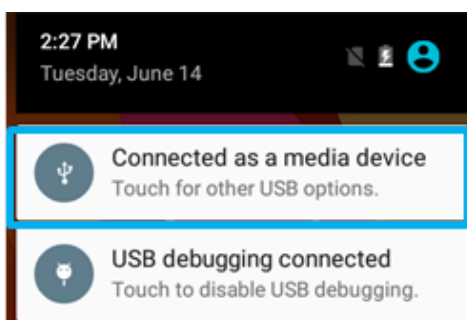 2:27 PM
Tuesday, June 14
Connected as a media device
Touch for other USB options.
USB debugging connected
Touch to disable USB debugging.